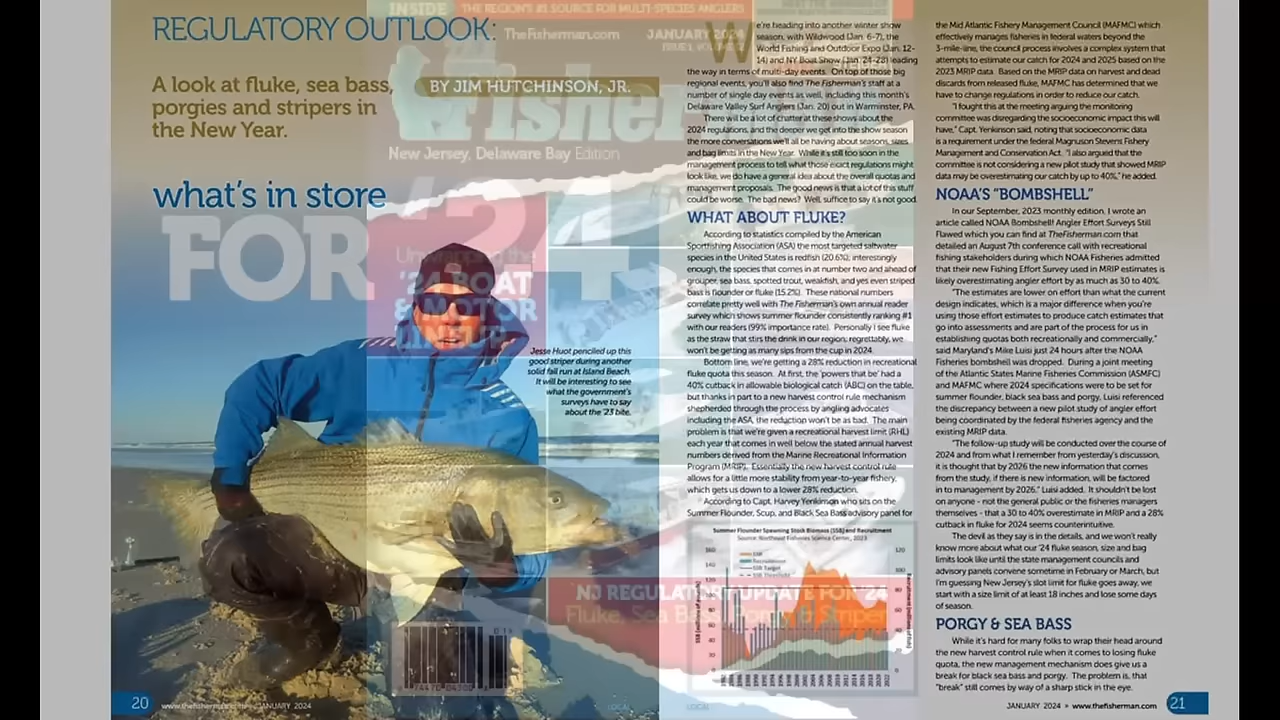 REGULATORY OUTLOOK:
A look at fluke, sea bass,
porgies and stripers in
the New Year.
BY JIM HUTCHINSON, JR.
what's in store
FOR '24
INSIDE THE REGION'S #1 SOURCE FOR MULTI-SPECIES ANGLERS
TheFisherman.com
JANUARY 2024
Fisherman
New Jersey, Delaware Bay Edition
Unwrapping the
'24 BOAT
& MOTOR
LINEUP
Jesse Huot penciled up this
good striper during another
solid fall run at Island Beach.
It will be interesting to see
what the government's
surveys have to say
about the '23 bite.
NJ REGULATORY UPDATE FOR '24
Fluke, Sea Bass, Porgy & Striper
20 www.thefisherman.com JANUARY 2024
LOCAL
We're heading into another winter show
season, with Wildwood (Jan. 6-7), the
World Fishing and Outdoor Expo (Jan. 12-
14) and NY Boat Show (Jan. 24-28) leading
the way in terms of multi-day events. On top of those big
regional events, you'll also find The Fisherman's staff at a
number of single day events as well, including this month's
Delaware Valley Surf Anglers (Jan. 20) out in Warminster, PA.
There will be a lot of chatter at these shows about the
2024 regulations, and the deeper we get into the show season
the more conversations we'll all be having about seasons, sizes
and bag limits in the New Year. While it's still too soon in the
management process to tell what those exact regulations might
look like, we do have a general idea about the overall quotas and
management proposals. The good news is that a lot of this stuff
could be worse. The bad news? Well, suffice to say it's not good.
WHAT ABOUT FLUKE?
According to statistics compiled by the American
Sportfishing Association (ASA) the most targeted saltwater
species in the United States is redfish (20.6%); interestingly
enough, the species that comes in at number two and ahead of
grouper, sea bass, spotted trout, weakfish, and yes even striped
bass is flounder or fluke (15.2%). These national numbers
correlate pretty well with The Fisherman's own annual reader
survey which shows summer flounder consistently ranking #1
with our readers (99% importance rate). Personally I see fluke
as the straw that stirs the drink in our region; regrettably, we
won't be getting as many sips from the cup in 2024.
Bottom line, we're getting a 28% reduction in recreational
fluke quota this season. At first, the 'powers that be' had a
40% cutback in allowable biological catch (ABC) on the table,
but thanks in part to a new harvest control rule mechanism
shepherded through the process by angling advocates
including the ASA, the reduction won't be as bad. The main
problem is that we're given a recreational harvest limit (RHL)
each year that comes in well below the stated annual harvest
numbers derived from the Marine Recreational Information
Program (MRIP). Essentially the new harvest control rule
allows for a little more stability from year-to-year fishery,
which gets us down to a lower 28% reduction.
According to Capt. Harvey Yenkinson who sits on the
Summer Flounder, Scup, and Black Sea Bass advisory panel for
Summer Flounder Spawning Stock Biomass (SSB) and Recruitment
Source: Northeast Fisheries Science Center, 2023
SSB
Recruitment
SSB Target
SSB Threshold
LOCAL
the Mid Atlantic Fishery Management Council (MAFMC) which
effectively manages fisheries in federal waters beyond the
3-mile-line, the council process involves a complex system that
attempts to estimate our catch for 2024 and 2025 based on the
2023 MRIP data. Based on the MRIP data on harvest and dead
discards from released fluke, MAFMC has determined that we
have to change regulations in order to reduce our catch.
"I fought this at the meeting arguing the monitoring
committee was disregarding the socioeconomic impact this will
have," Capt. Yenkinson said, noting that socioeconomic data
is a requirement under the federal Magnuson Stevens Fishery
Management and Conservation Act. "I also argued that the
committee is not considering a new pilot study that showed MRIP
data may be overestimating our catch by up to 40%," he added.
NOAA'S "BOMBSHELL"
In our September, 2023 monthly edition, I wrote an
article called NOAA Bombshell! Angler Effort Surveys Still
Flawed which you can find at TheFisherman.com that
detailed an August 7th conference call with recreational
fishing stakeholders during which NOAA Fisheries admitted
that their new Fishing Effort Survey used in MRIP estimates is
likely overestimating angler effort by as much as 30 to 40%.
"The estimates are lower on effort than what the current
design indicates, which is a major difference when you're
using those effort estimates to produce catch estimates that
go into assessments and are part of the process for us in
establishing quotas both recreationally and commercially,"
said Maryland's Mike Luisi just 24 hours after the NOAA
Fisheries bombshell was dropped. During a joint meeting
of the Atlantic States Marine Fisheries Commission (ASMFC)
and MAFMC where 2024 specifications were to be set for
summer flounder, black sea bass and porgy, Luisi referenced
the discrepancy between a new pilot study of angler effort
being coordinated by the federal fisheries agency and the
existing MRIP data.
"The follow-up study will be conducted over the course of
2024 and from what I remember from yesterday's discussion,
it is thought that by 2026 the new information that comes
from the study, if there is new information, will be factored
in to management by 2026," Luisi added. It shouldn't be lost
on anyone - not the general public or the fisheries managers
themselves - that a 30 to 40% overestimate in MRIP and a 28%
cutback in fluke for 2024 seems counterintuitive.
The devil as they say is in the details, and we won't really
know more about what our '24 fluke season, size and bag
limits look like until the state management councils and
advisory panels convene sometime in February or March, but
I'm guessing New Jersey's slot limit for fluke goes away, we
start with a size limit of at least 18 inches and lose some days
of season.
PORGY & SEA BASS
While it's hard for many folks to wrap their head around
the new harvest control rule when it comes to losing fluke
quota, the new management mechanism does give us a
break for black sea bass and porgy. The problem is, that
"break" still comes by way of a sharp stick in the eye.
JANUARY 2024 » www.thefisherman.com 21